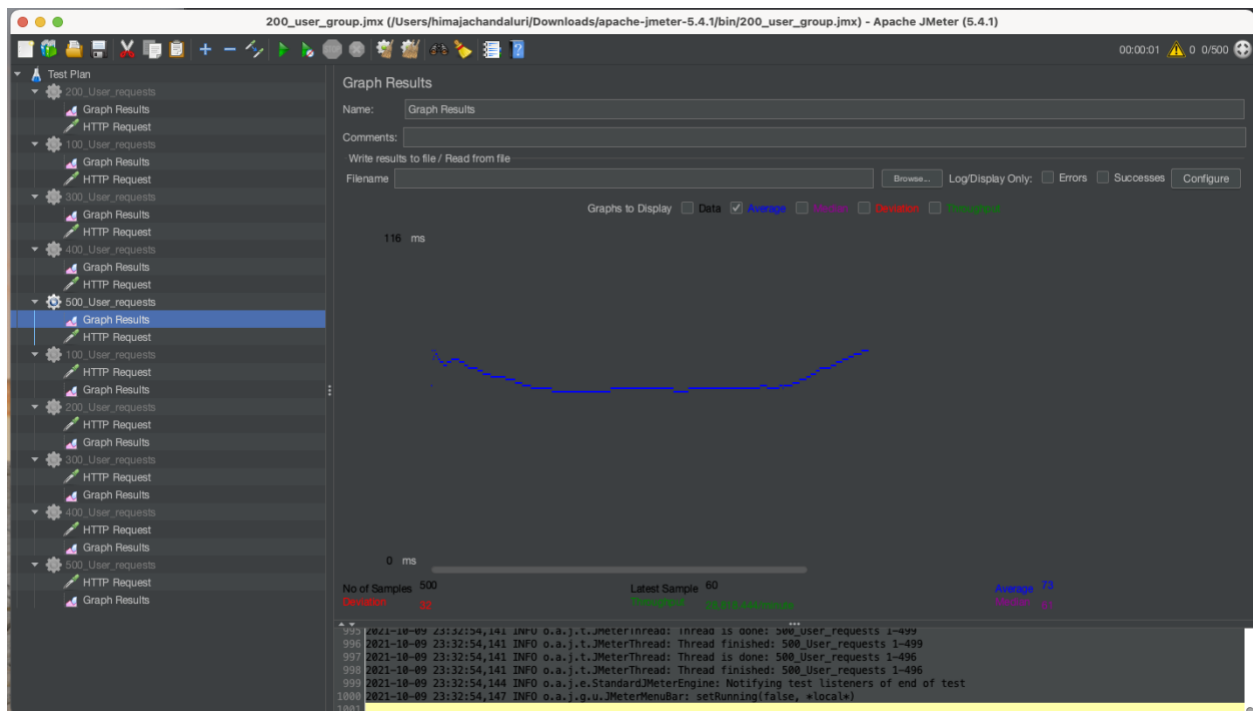 200_user_group.jmx (/Users/himajachandaluri/Downloads/apache-jmeter-5.4.1/bin/200_user_group.jmx) - Apache JMeter (5.4.1)
00:00:01 0 0/500
Test Plan
200_User_requests
Graph Results
HTTP Request
100_User_requests
Graph Results
HTTP Request
300_User_requests
Graph Results
HTTP Request
400_User_requests
Graph Results
HTTP Request
500_User_requests
Graph Results
HTTP Request
100_User_requests
HTTP Request
Graph Results
200_User_requests
HTTP Request
Graph Results
300_User_requests
HTTP Request
Graph Results
400_User_requests
HTTP Request
Graph Results
500_User_requests
HTTP Request
Graph Results
Graph Results
Name: Graph Results
Comments:
Write results to file / Read from file
Filename Browse... Log/Display Only: Errors Successes Configure
Graphs to Display Data Average Median Deviation Throughput
116 ms
0 ms
No of Samples 500 Latest Sample 60 Average 73
Deviation 32 Throughput Median
995 2021-10-09 23:32:54,141 INFO o.a.j.t.JMeterThread: Thread is done: 500_User_requests 1-499
996 2021-10-09 23:32:54,141 INFO o.a.j.t.JMeterThread: Thread finished: 500_User_requests 1-499
997 2021-10-09 23:32:54,141 INFO o.a.j.t.JMeterThread: Thread is done: 500_User_requests 1-496
998 2021-10-09 23:32:54,141 INFO o.a.j.t.JMeterThread: Thread finished: 500_User_requests 1-496
999 2021-10-09 23:32:54,144 INFO o.a.j.e.StandardJMeterEngine: Notifying test listeners of end of test
1000 2021-10-09 23:32:54,147 INFO o.a.j.g.u.JMeterMenuBar: setRunning(false, *local*)
1001